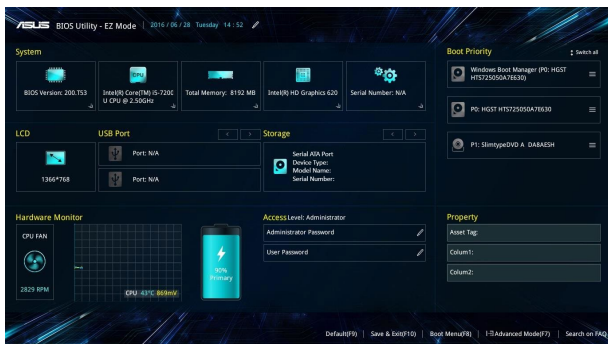 ASUS BIOS Utility - EZ Mode 2016 / 06 / 28 Tuesday 14 : 52
System
BIOS Version: 200.T53
CPU
Intel(R) Core(TM) i5-7200
U CPU @ 2.50GHz
Total Memory: 8192 MB
Intel(R) HD Graphics 620
Serial Number: N/A
Boot Priority
Switch all
Windows Boot Manager (P0: HGST
HTS725050A7E630)
P0: HGST HTS725050A7E630
P1: SlimtypeDVD A DA8AESH
LCD
1366*768
USB Port
Port: N/A
Port: N/A
Storage
Serial ATA Port
Device Type:
Model Name:
Serial Number:
Hardware Monitor
CPU FAN
2829 RPM
CPU 43°C 869mV
90%
Primary
Access Level: Administrator
Administrator Password
User Password
Property
Asset Tag:
Colum1:
Colum2:
Default(F9) | Save & Exit(F10) | Boot Menu(F8) | Advanced Mode(F7) | Search on FAQ